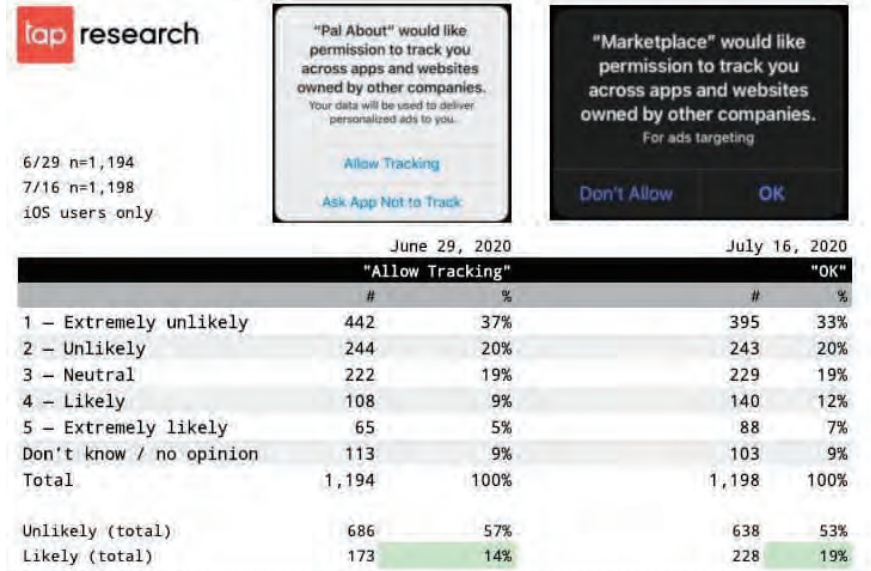 tap research
6/29 n=1,194
7/16 n=1,198
iOS users only
"Pal About" would like
permission to track you
across apps and websites
owned by other companies.
Your data will be used to deliver
personalized ads to you.
Allow Tracking
Ask App Not to Track
"Marketplace" would like
permission to track you
across apps and websites
owned by other companies.
For ads targeting
Don't Allow OK
June 29, 2020 July 16, 2020
"Allow Tracking" "OK"
# % # %
1 – Extremely unlikely 442 37% 395 33%
2 – Unlikely 244 20% 243 20%
3 – Neutral 222 19% 229 19%
4 – Likely 108 9% 140 12%
5 – Extremely likely 65 5% 88 7%
Don't know / no opinion 113 9% 103 9%
Total 1,194 100% 1,198 100%
Unlikely (total) 686 57% 638 53%
Likely (total) 173 14% 228 19%